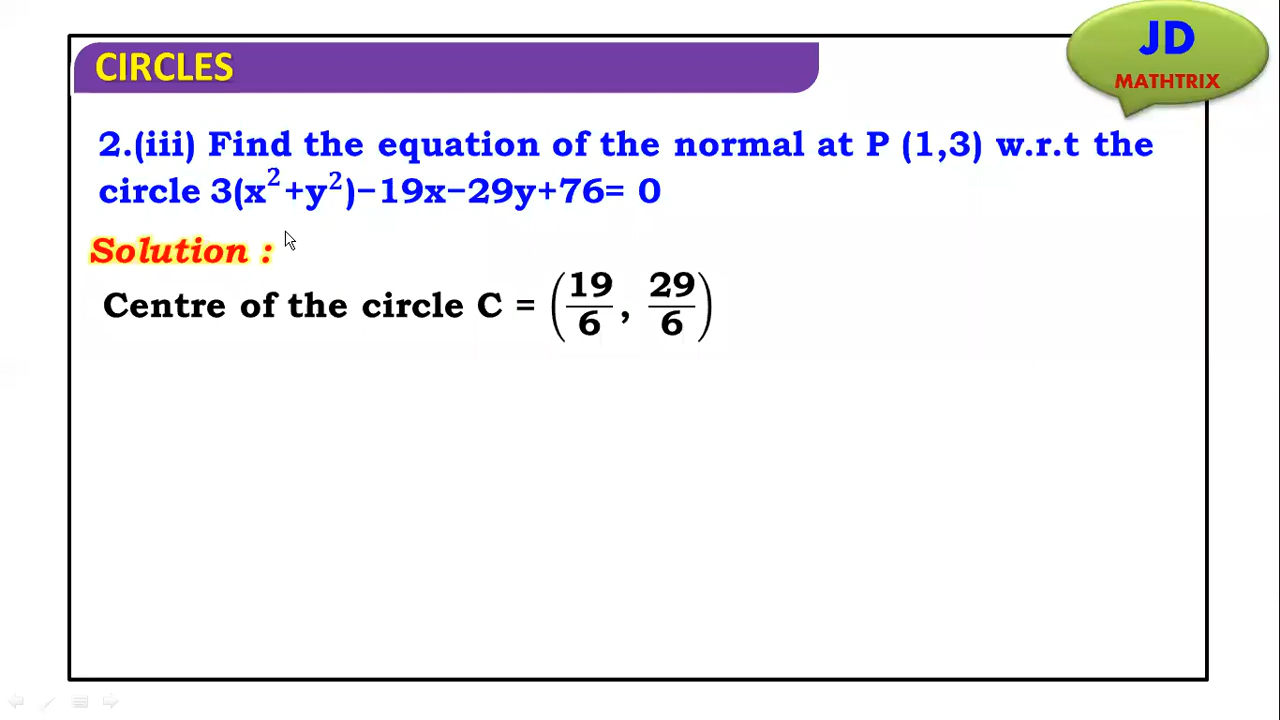 CIRCLES
JD
MATHTRIX
2.(iii) Find the equation of the normal at P (1,3) w.r.t the
circle 3(x²+y²)−19x−29y+76= 0
Solution :
Centre of the circle C = (19/6, 29/6)